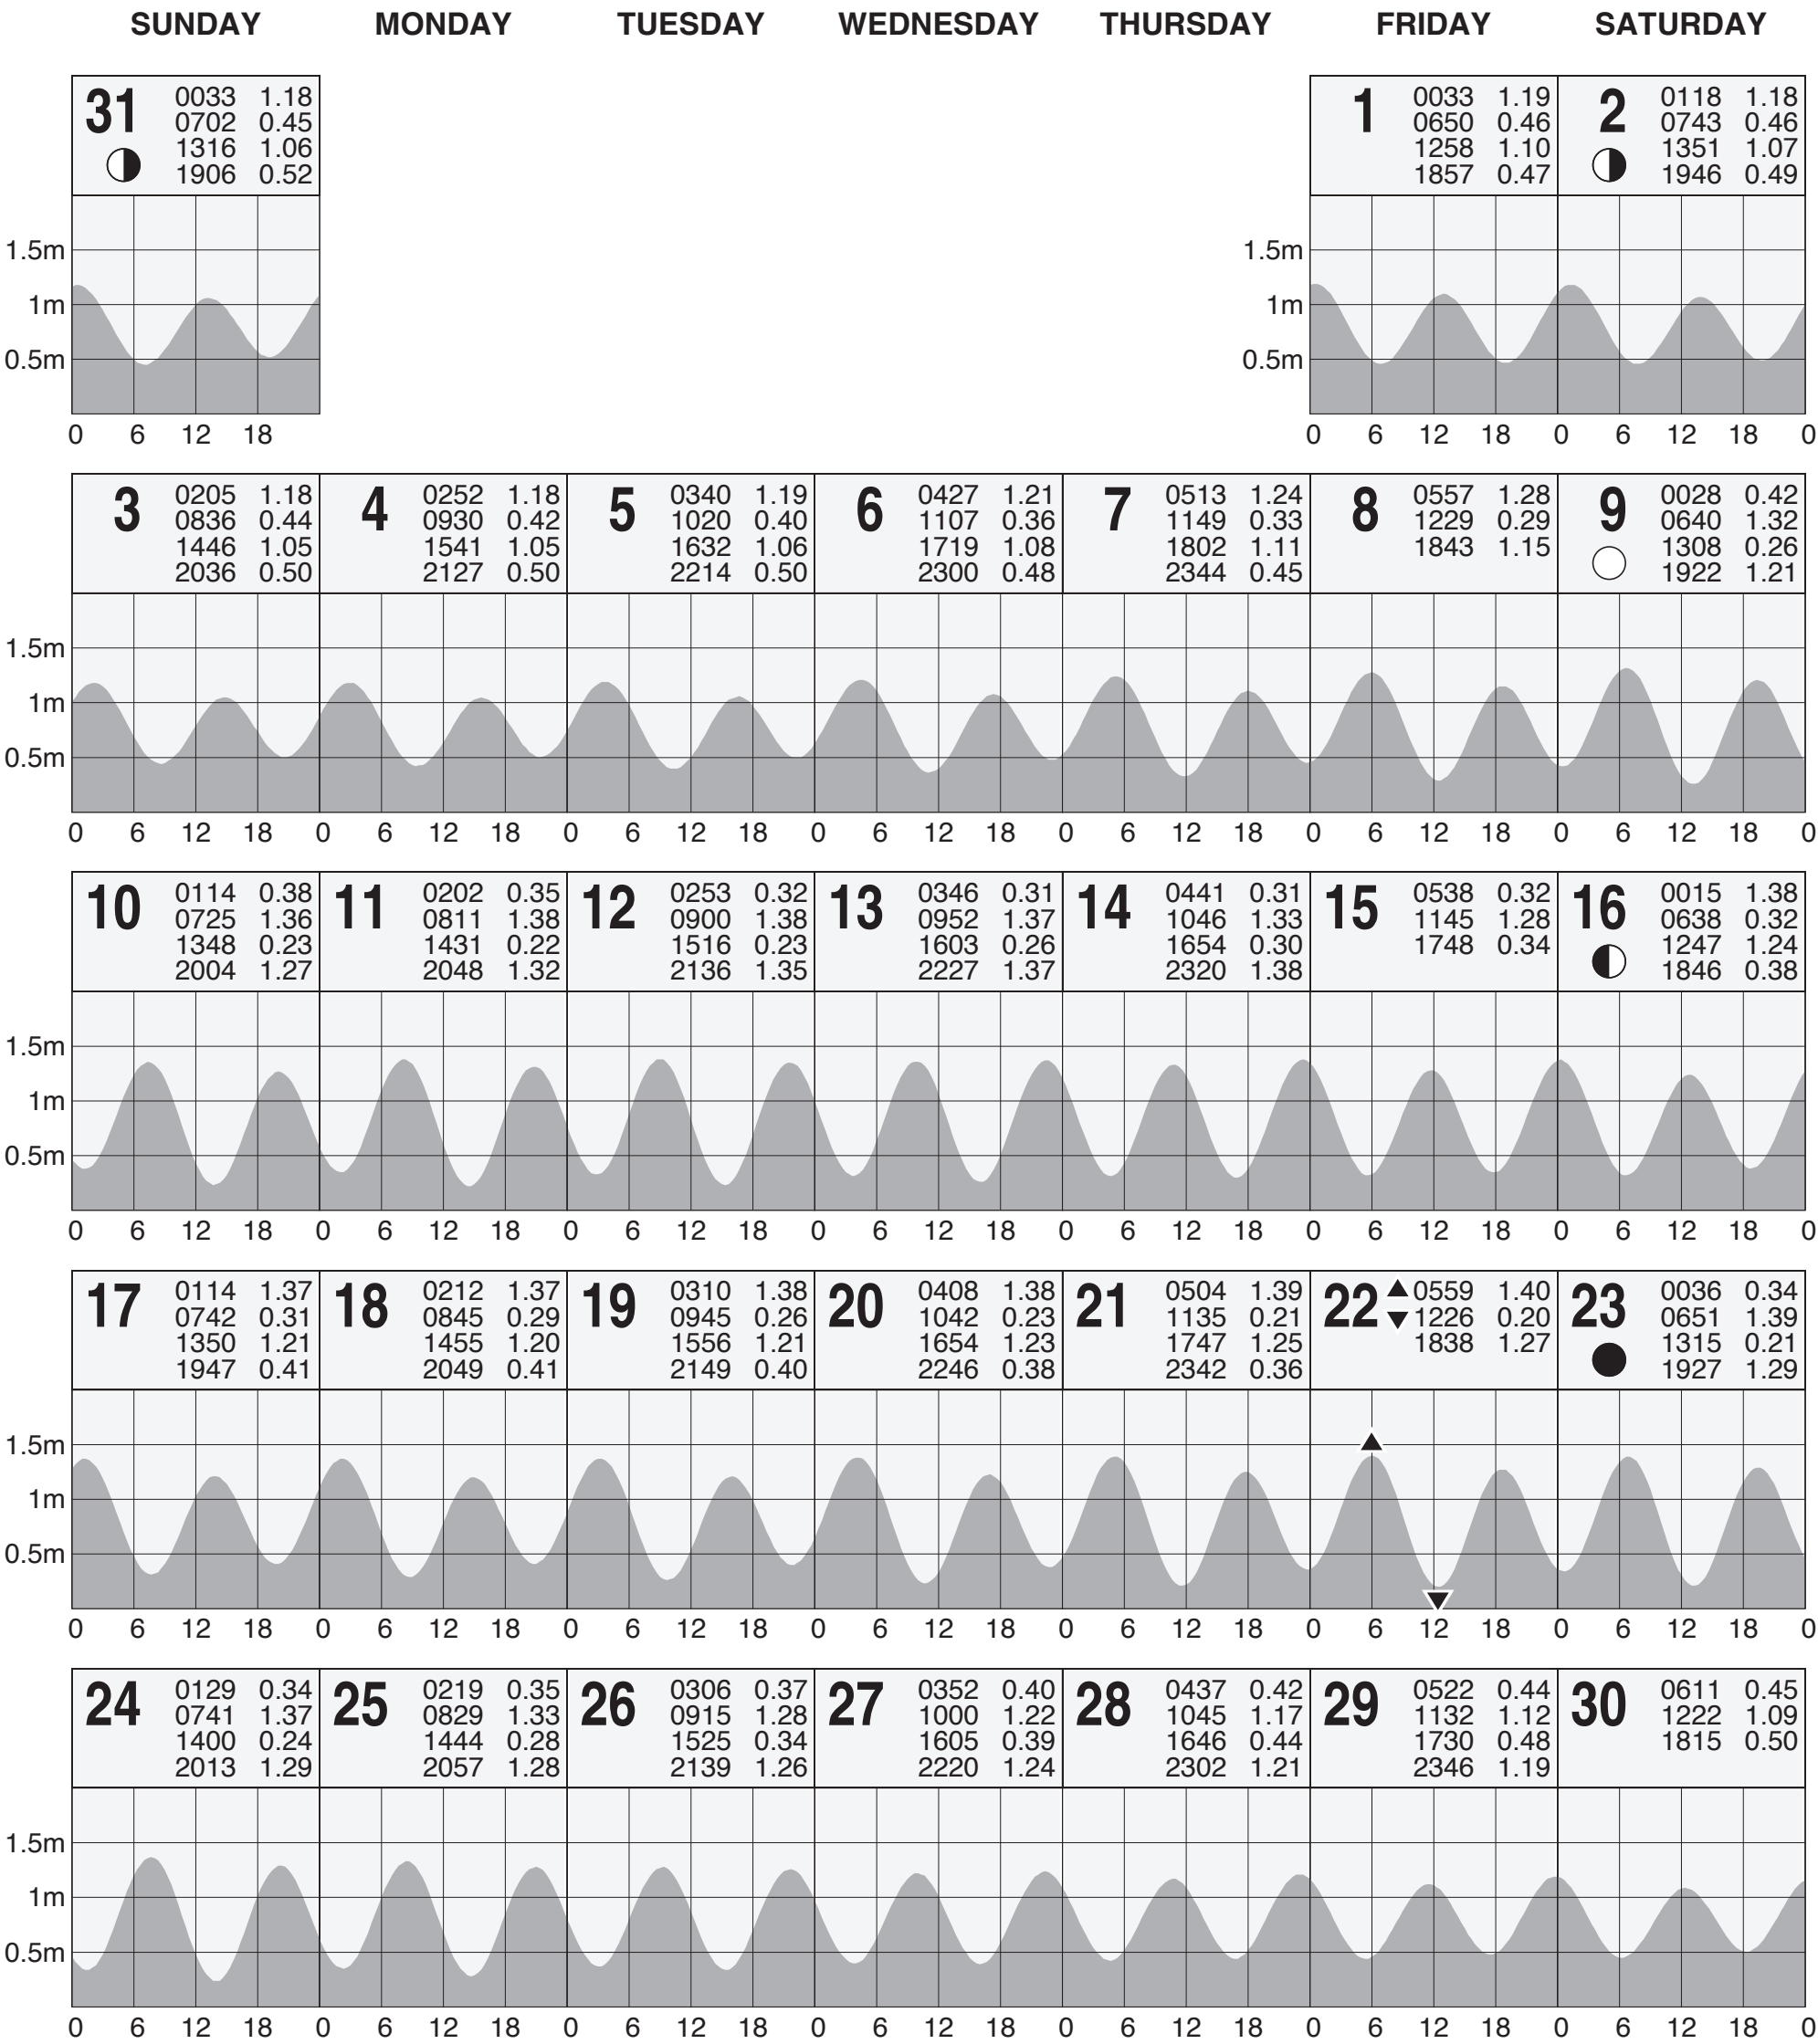 SUNDAY MONDAY TUESDAY WEDNESDAY THURSDAY FRIDAY SATURDAY
31 0033 1.18
0702 0.45
1316 1.06
1906 0.52
1 0033 1.19
0650 0.46
1258 1.10
1857 0.47
2 0118 1.18
0743 0.46
1351 1.07
1946 0.49
1.5m
1m
0.5m
0 6 12 18
1.5m
1m
0.5m
0 6 12 18 0 6 12 18 0
3 0205 1.18
0836 0.44
1446 1.05
2036 0.50
4 0252 1.18
0930 0.42
1541 1.05
2127 0.50
5 0340 1.19
1020 0.40
1632 1.06
2214 0.50
6 0427 1.21
1107 0.36
1719 1.08
2300 0.48
7 0513 1.24
1149 0.33
1802 1.11
2344 0.45
8 0557 1.28
1229 0.29
1843 1.15
9 0028 0.42
0640 1.32
1308 0.26
1922 1.21
1.5m
1m
0.5m
0 6 12 18 0 6 12 18 0 6 12 18 0 6 12 18 0 6 12 18 0 6 12 18 0 6 12 18 0
10 0114 0.38
0725 1.36
1348 0.23
2004 1.27
11 0202 0.35
0811 1.38
1431 0.22
2048 1.32
12 0253 0.32
0900 1.38
1516 0.23
2136 1.35
13 0346 0.31
0952 1.37
1603 0.26
2227 1.37
14 0441 0.31
1046 1.33
1654 0.30
2320 1.38
15 0538 0.32
1145 1.28
1748 0.34
16 0015 1.38
0638 0.32
1247 1.24
1846 0.38
1.5m
1m
0.5m
0 6 12 18 0 6 12 18 0 6 12 18 0 6 12 18 0 6 12 18 0 6 12 18 0 6 12 18 0
17 0114 1.37
0742 0.31
1350 1.21
1947 0.41
18 0212 1.37
0845 0.29
1455 1.20
2049 0.41
19 0310 1.38
0945 0.26
1556 1.21
2149 0.40
20 0408 1.38
1042 0.23
1654 1.23
2246 0.38
21 0504 1.39
1135 0.21
1747 1.25
2342 0.36
22 0559 1.40
1226 0.20
1838 1.27
23 0036 0.34
0651 1.39
1315 0.21
1927 1.29
1.5m
1m
0.5m
0 6 12 18 0 6 12 18 0 6 12 18 0 6 12 18 0 6 12 18 0 6 12 18 0 6 12 18 0
24 0129 0.34
0741 1.37
1400 0.24
2013 1.29
25 0219 0.35
0829 1.33
1444 0.28
2057 1.28
26 0306 0.37
0915 1.28
1525 0.34
2139 1.26
27 0352 0.40
1000 1.22
1605 0.39
2220 1.24
28 0437 0.42
1045 1.17
1646 0.44
2302 1.21
29 0522 0.44
1132 1.12
1730 0.48
2346 1.19
30 0611 0.45
1222 1.09
1815 0.50
1.5m
1m
0.5m
0 6 12 18 0 6 12 18 0 6 12 18 0 6 12 18 0 6 12 18 0 6 12 18 0 6 12 18 0